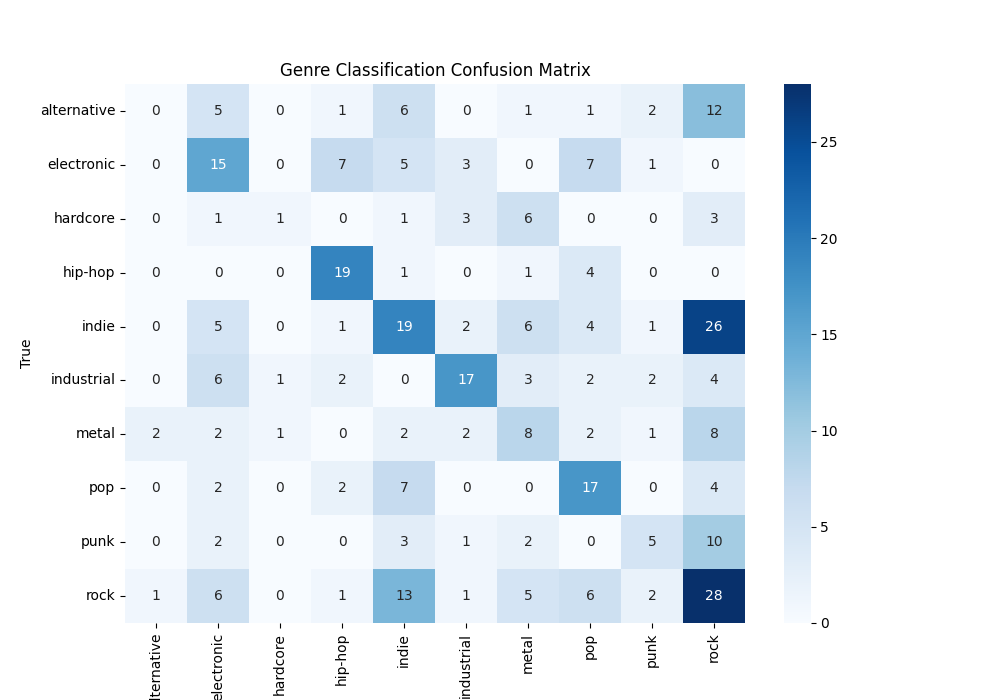 Genre Classification Confusion Matrix
alternative 0 5 0 1 6 0 1 1 2 12
electronic 0 15 0 7 5 3 0 7 1 0
hardcore 0 1 1 0 1 3 6 0 0 3
hip-hop 0 0 0 19 1 0 1 4 0 0
indie 0 5 0 1 19 2 6 4 1 26
industrial 0 6 1 2 0 17 3 2 2 4
metal 2 2 1 0 2 2 8 2 1 8
pop 0 2 0 2 7 0 0 17 0 4
punk 0 2 0 0 3 1 2 0 5 10
rock 1 6 0 1 13 1 5 6 2 28
True
lternative electronic hardcore hip-hop indie industrial metal pop punk rock
25
20
15
10
5
0